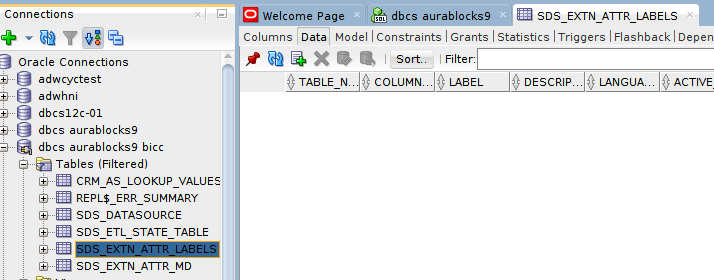 Connections
Oracle Connections
adwcyctest
adwhni
dbcs12c-01
dbcs aurablocks9
dbcs aurablocks9 bicc
Tables (Filtered)
CRM_AS_LOOKUP_VALUES
REPL$_ERR_SUMMARY
SDS_DATASOURCE
SDS_ETL_STATE_TABLE
SDS_EXTN_ATTR_LABELS
SDS_EXTN_ATTR_MD
Welcome Page dbcs aurablocks9 SDS_EXTN_ATTR_LABELS
Columns Data Model Constraints Grants Statistics Triggers Flashback Depen
Sort.. Filter:
TABLE_N... COLUMN... LABEL DESCRIP... LANGUA... ACTIVE_